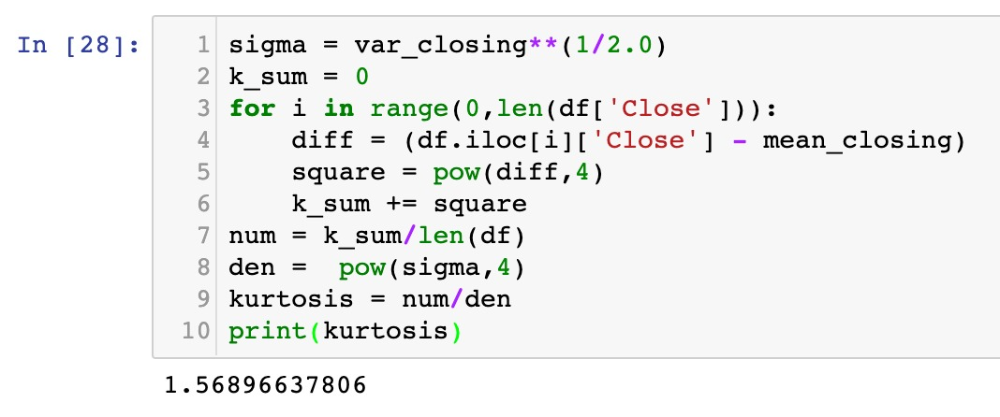 In [28]:
1 sigma = var_closing**(1/2.0)
2 k_sum = 0
3 for i in range(0,len(df['Close'])):
4     diff = (df.iloc[i]['Close'] - mean_closing)
5     square = pow(diff,4)
6     k_sum += square
7 num = k_sum/len(df)
8 den =  pow(sigma,4)
9 kurtosis = num/den
10 print(kurtosis)
1.56896637806